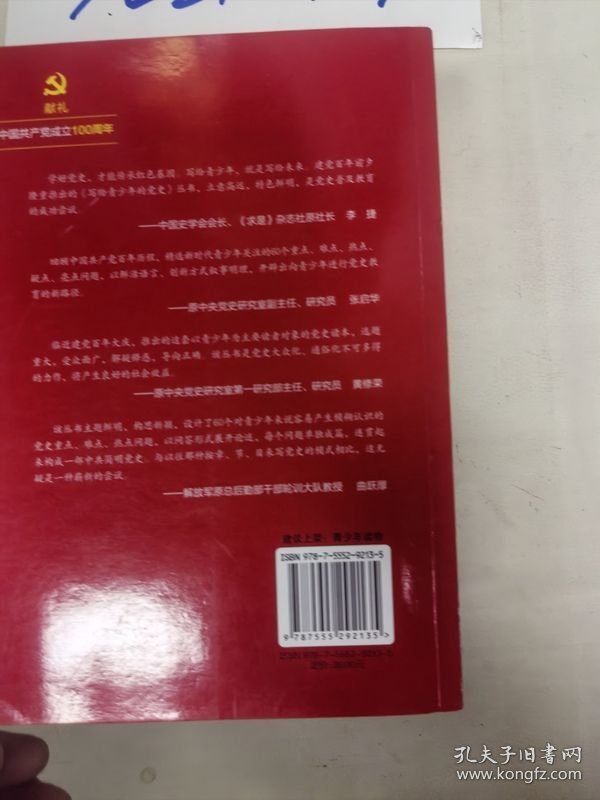 献礼
中国共产党成立100周年
学好党史，才能传承红色基因。写给青少年，就是写给未来。建党百年前夕
隆重推出的《写给青少年的党史》丛书，立意高远、特色鲜明，是党史普及教育
的成功尝试。
——中国史学会会长、《求是》杂志社原社长 李 捷
回顾中国共产党百年历程，精选新时代青少年关注的60个重点、难点、热点、
疑点、亮点问题，以鲜活语言、创新方式叙事明理，开辟出向青少年进行党史教
育的新路径。
——原中央党史研究室副主任、研究员 张启华
临近建党百年大庆，推出的这套以青少年为主要读者对象的党史读本，选题
重大，受众面广，解疑释惑，导向正确。该丛书是党史大众化、通俗化不可多得
的力作，将产生良好的社会效益。
——原中央党史研究室第一研究部主任、研究员 黄修荣
该丛书主题鲜明、构思新颖，设计了60个对青少年来说容易产生模糊认识的
党史重点、难点、热点问题，以问答形式展开论述，每个问题单独成篇，连贯起
来构成一部中共简明党史。与以往那种按章、节、目来写党史的模式相比，这无
疑是一种崭新的尝试。
——解放军原总后勤部干部轮训大队教授 曲跃厚
建议上架：青少年读物
ISBN 978-7-5552-9213-5
9 787555 292135 >
ISBN 978-7-5552-9213-5
孔夫子旧书网
www.kongfz.com